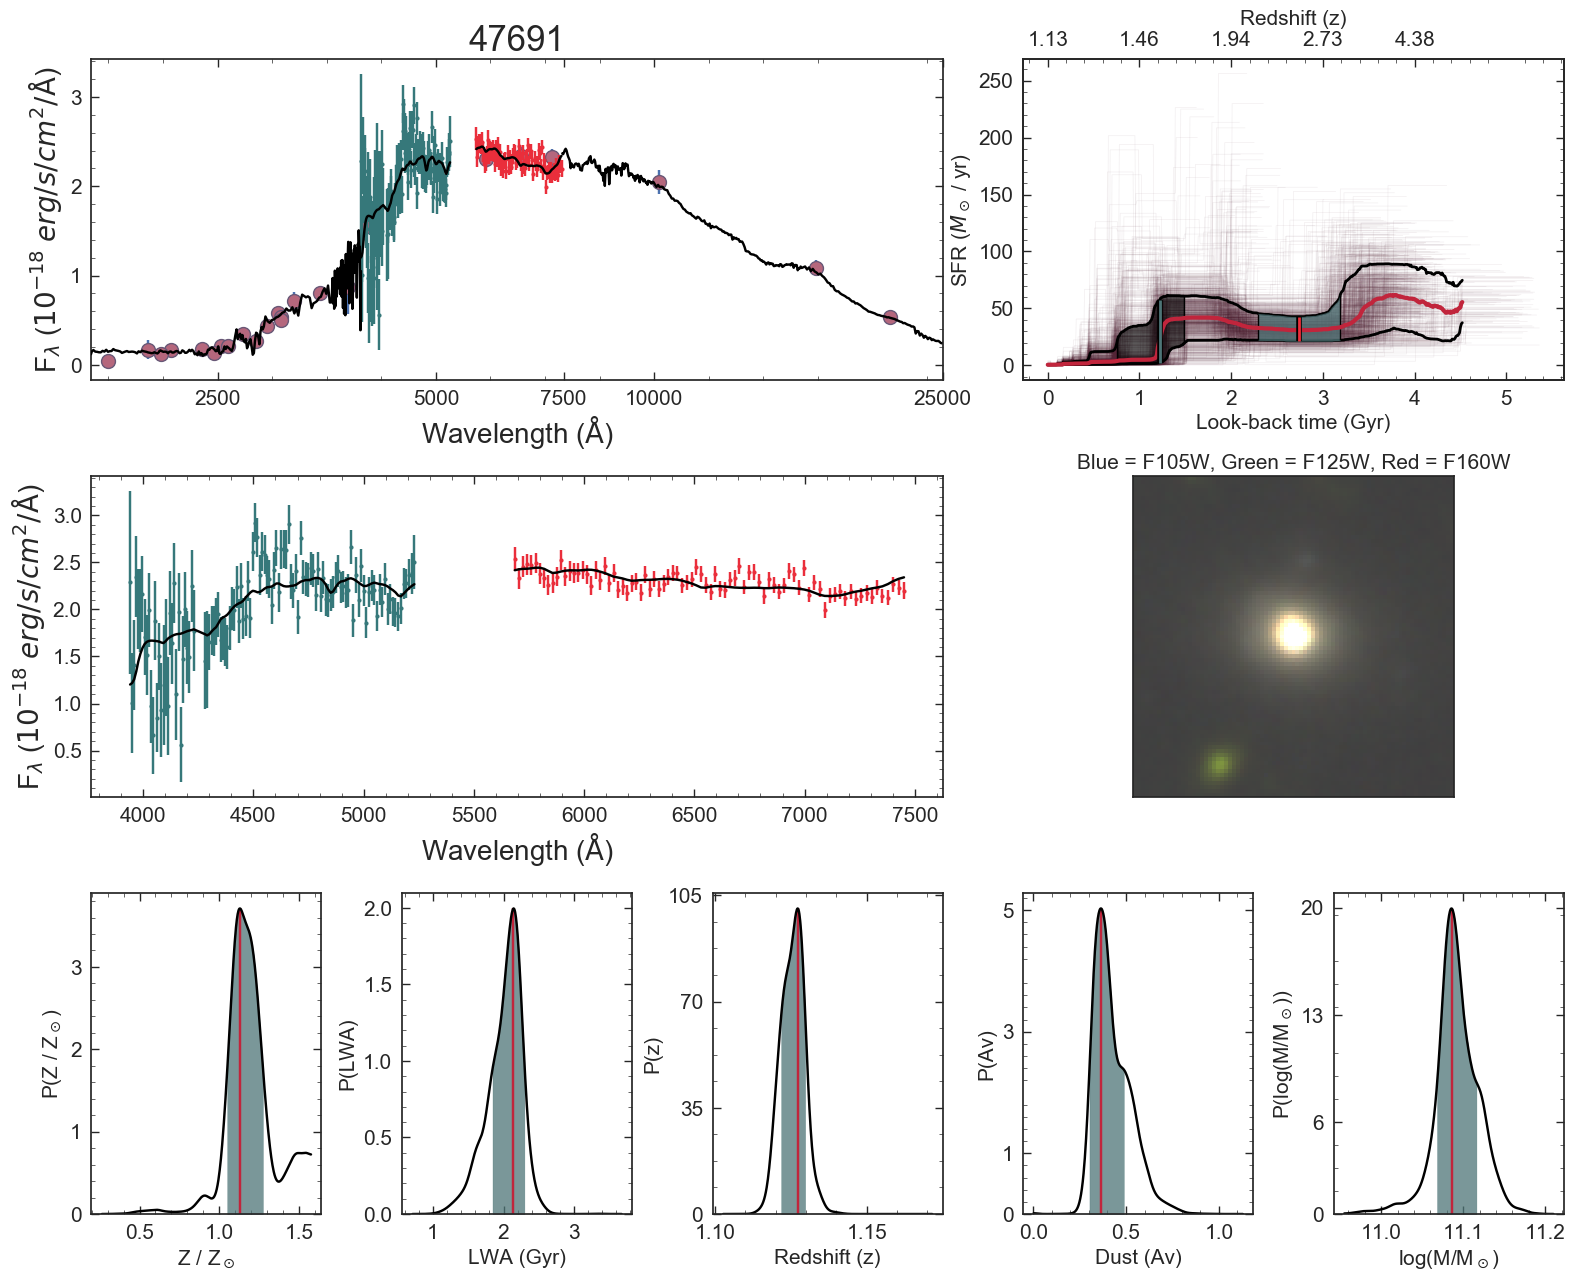 47691
3
2
1
0
F_λ (10^{-18} erg/s/cm^2/Å)
2500 5000 7500 10000 25000
Wavelength (Å)
Redshift (z)
1.13 1.46 1.94 2.73 4.38
250
200
150
100
50
0
SFR (M_⊙ / yr)
0 1 2 3 4 5
Look-back time (Gyr)
3.0
2.5
2.0
1.5
1.0
0.5
F_λ (10^{-18} erg/s/cm^2/Å)
4000 4500 5000 5500 6000 6500 7000 7500
Wavelength (Å)
Blue = F105W, Green = F125W, Red = F160W
3
2
1
0
P(Z / Z_⊙)
0.5 1.0 1.5
Z / Z_⊙
2.0
1.5
1.0
0.5
0.0
P(LWA)
1 2 3
LWA (Gyr)
105
70
35
0
P(z)
1.10 1.15
Redshift (z)
5
3
1
0
P(Av)
0.0 0.5 1.0
Dust (Av)
20
13
6
0
P(log(M/M_⊙))
11.0 11.1 11.2
log(M/M_⊙)